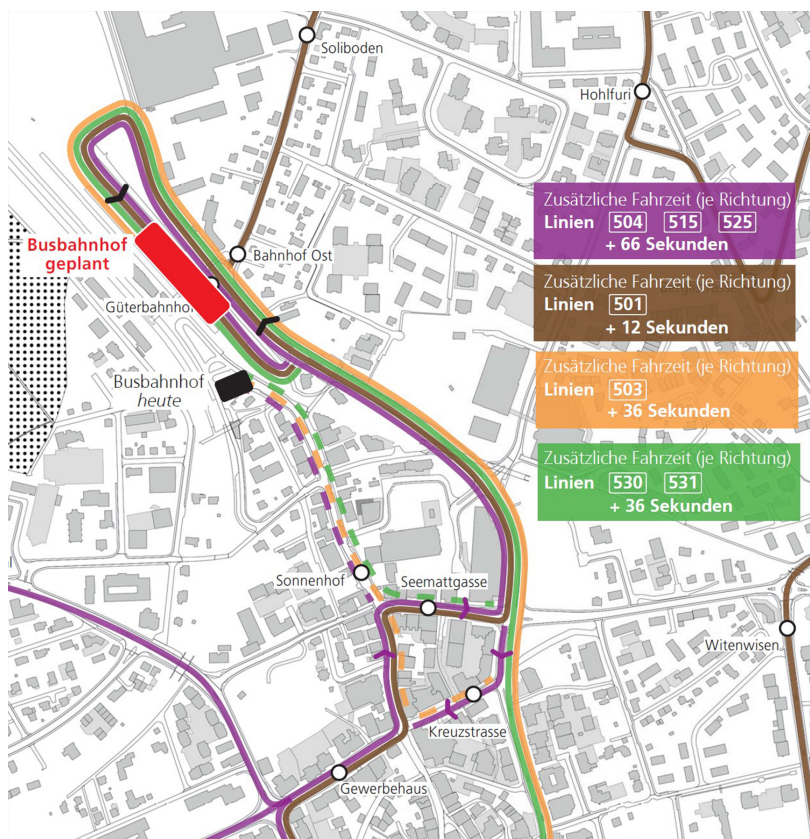 Soliboden
Hohlfuri
Zusätzliche Fahrzeit (je Richtung)
Linien 504 515 525
+ 66 Sekunden
Busbahnhof
geplant
Bahnhof Ost
Güterbahnhof
Zusätzliche Fahrzeit (je Richtung)
Linien 501
+ 12 Sekunden
Busbahnhof
heute
Zusätzliche Fahrzeit (je Richtung)
Linien 503
+ 36 Sekunden
Zusätzliche Fahrzeit (je Richtung)
Linien 530 531
+ 36 Sekunden
Sonnenhof
Seemattgasse
Witenwisen
Kreuzstrasse
Gewerbehaus